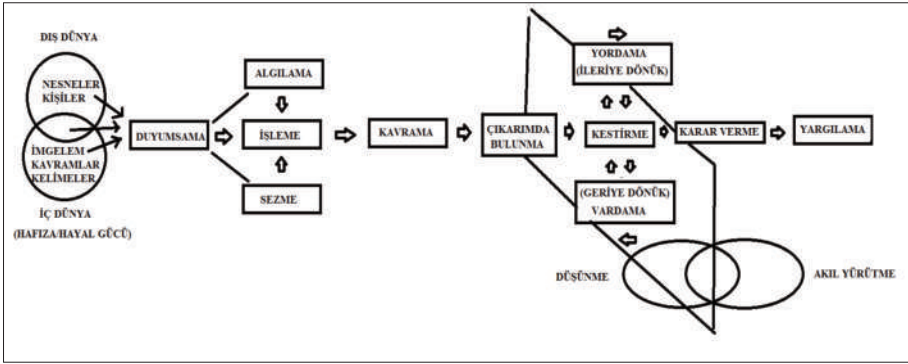 DIŞ DÜNYA
NESNELER
KİŞİLER
İMGELEM
KAVRAMLAR
KELİMELER
İÇ DÜNYA
(HAFIZA/HAYAL GÜCÜ)
DUYUMSAMA
ALGILAMA
İŞLEME
SEZME
KAVRAMA
ÇIKARIMDA
BULUNMA
YORDAMA
(İLERİYE DÖNÜK)
KESTİRME
(GERİYE DÖNÜK)
VARDAMA
KARAR VERME
YARGILAMA
DÜŞÜNME
AKIL YÜRÜTME